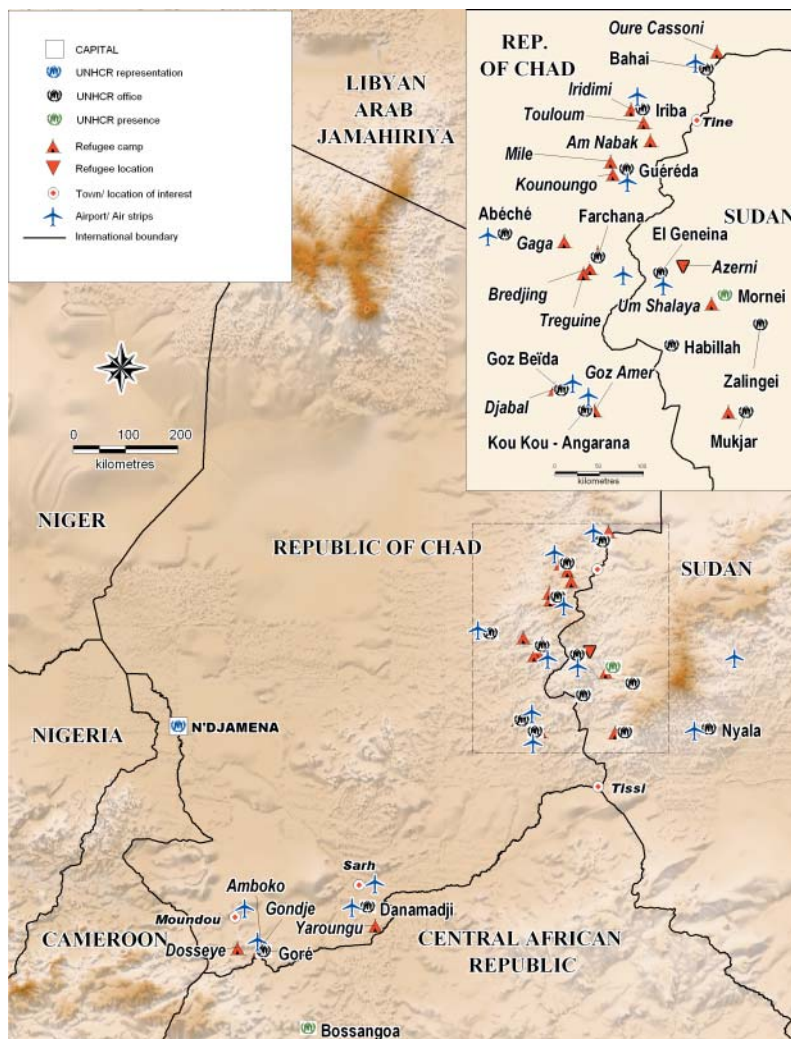 CAPITAL
UNHCR representation
UNHCR office
UNHCR presence
Refugee camp
Refugee location
Town/ location of interest
Airport/ Air strips
International boundary
LIBYAN
ARAB
JAMAHIRIYA
REP.
OF CHAD
Oure Cassoni
Bahai
Iridimi
Iriba
Touloum
Tine
Am Nabak
Mile
Guéréda
Kounoungo
Abéché
Farchana
SUDAN
Gaga
El Geneina
Azerni
Bredjing
Um Shalaya
Mornei
Treguine
Habillah
Goz Beïda
Goz Amer
Zalingei
Djabal
Kou Kou - Angarana
Mukjar
0 50 100
kilometres
0 100 200
kilometres
NIGER
REPUBLIC OF CHAD
SUDAN
N'DJAMENA
NIGERIA
Nyala
Tissi
Sarh
Amboko
Gondje
Danamadji
Moundou
Yaroungu
CAMEROON
CENTRAL AFRICAN
REPUBLIC
Dosseye
Goré
Bossangoa